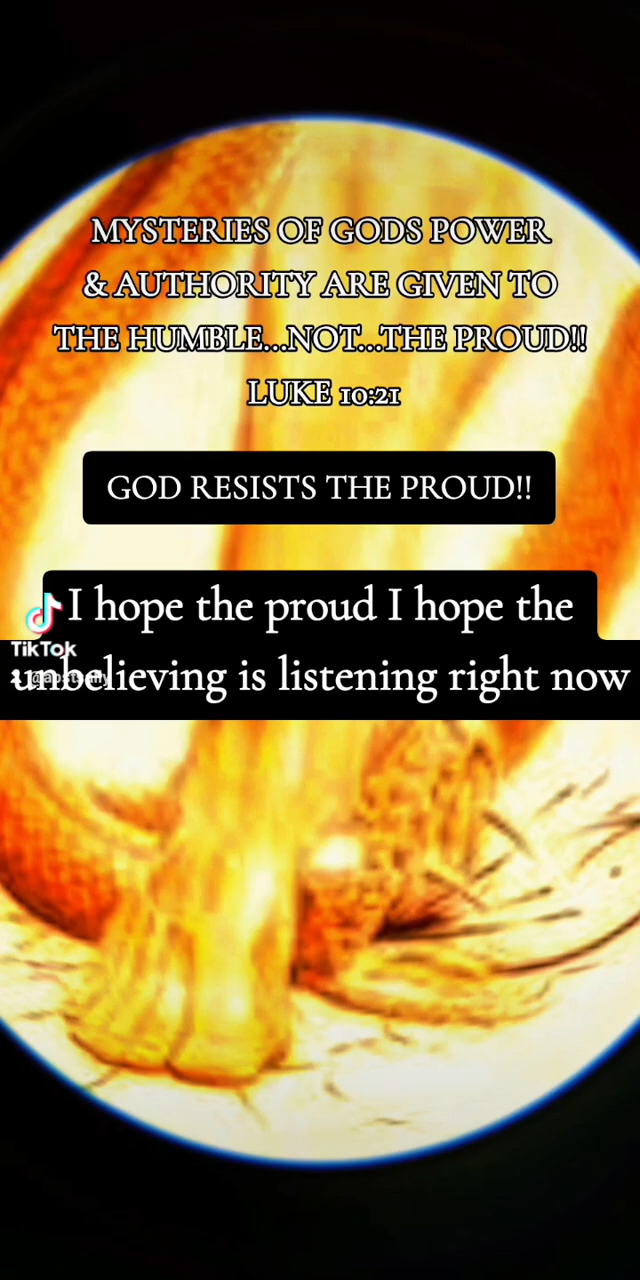 MYSTERIES OF GODS POWER
& AUTHORITY ARE GIVEN TO
THE HUMBLE...NOT...THE PROUD!!
LUKE 10:21
GOD RESISTS THE PROUD!!
I hope the proud I hope the
TikTok
unbelieving is listening right now